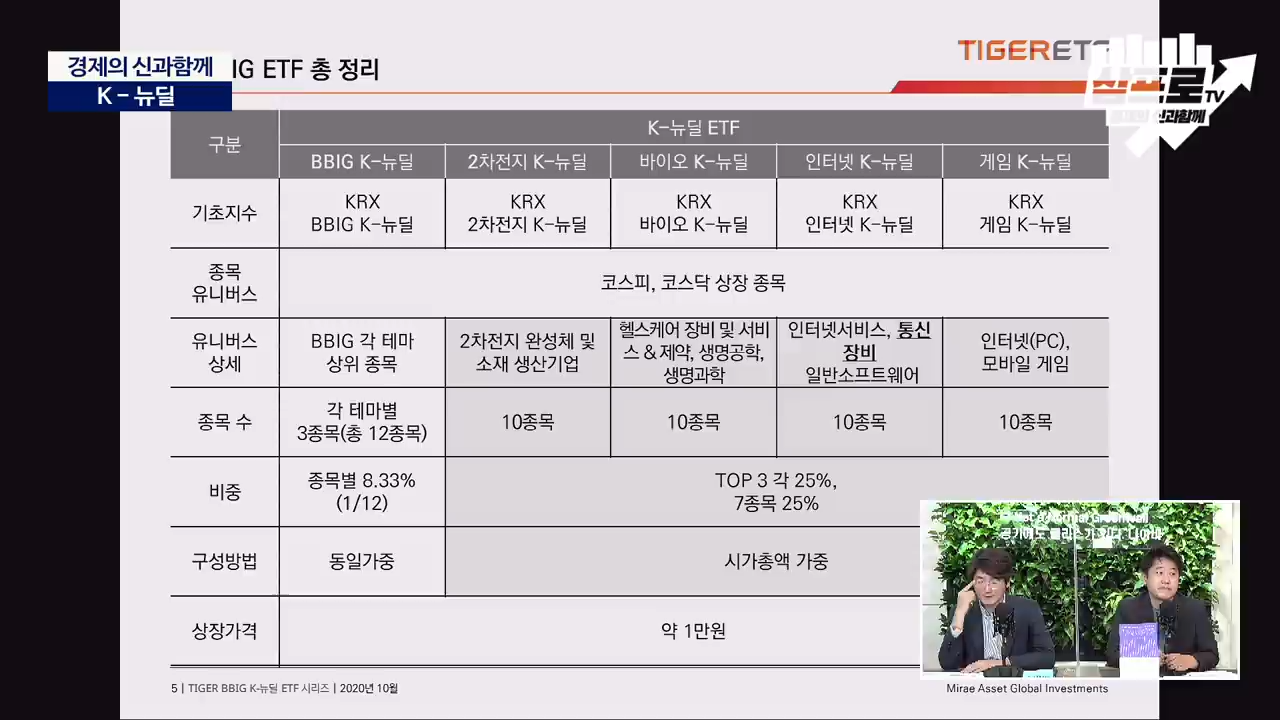 경제의 신과함께
K-뉴딜
IG ETF 총 정리
TIGERETF
삼프로TV
구분
K-뉴딜 ETF
BBIG K-뉴딜
2차전지 K-뉴딜
바이오 K-뉴딜
인터넷 K-뉴딜
게임 K-뉴딜
기초지수
KRX
BBIG K-뉴딜
KRX
2차전지 K-뉴딜
KRX
바이오 K-뉴딜
KRX
인터넷 K-뉴딜
KRX
게임 K-뉴딜
종목
유니버스
코스피, 코스닥 상장 종목
유니버스
상세
BBIG 각 테마
상위 종목
2차전지 완성체 및
소재 생산기업
헬스케어 장비 및 서비
스 & 제약, 생명공학,
생명과학
인터넷서비스, 통신
장비
일반소프트웨어
인터넷(PC),
모바일 게임
종목 수
각 테마별
3종목(총 12종목)
10종목
10종목
10종목
10종목
비중
종목별 8.33%
(1/12)
TOP 3 각 25%,
7종목 25%
구성방법
동일가중
시가총액 가중
상장가격
약 1만원
5 | TIGER BBIG K-뉴딜 ETF 시리즈 | 2020년 10월
Mirae Asset Global Investments